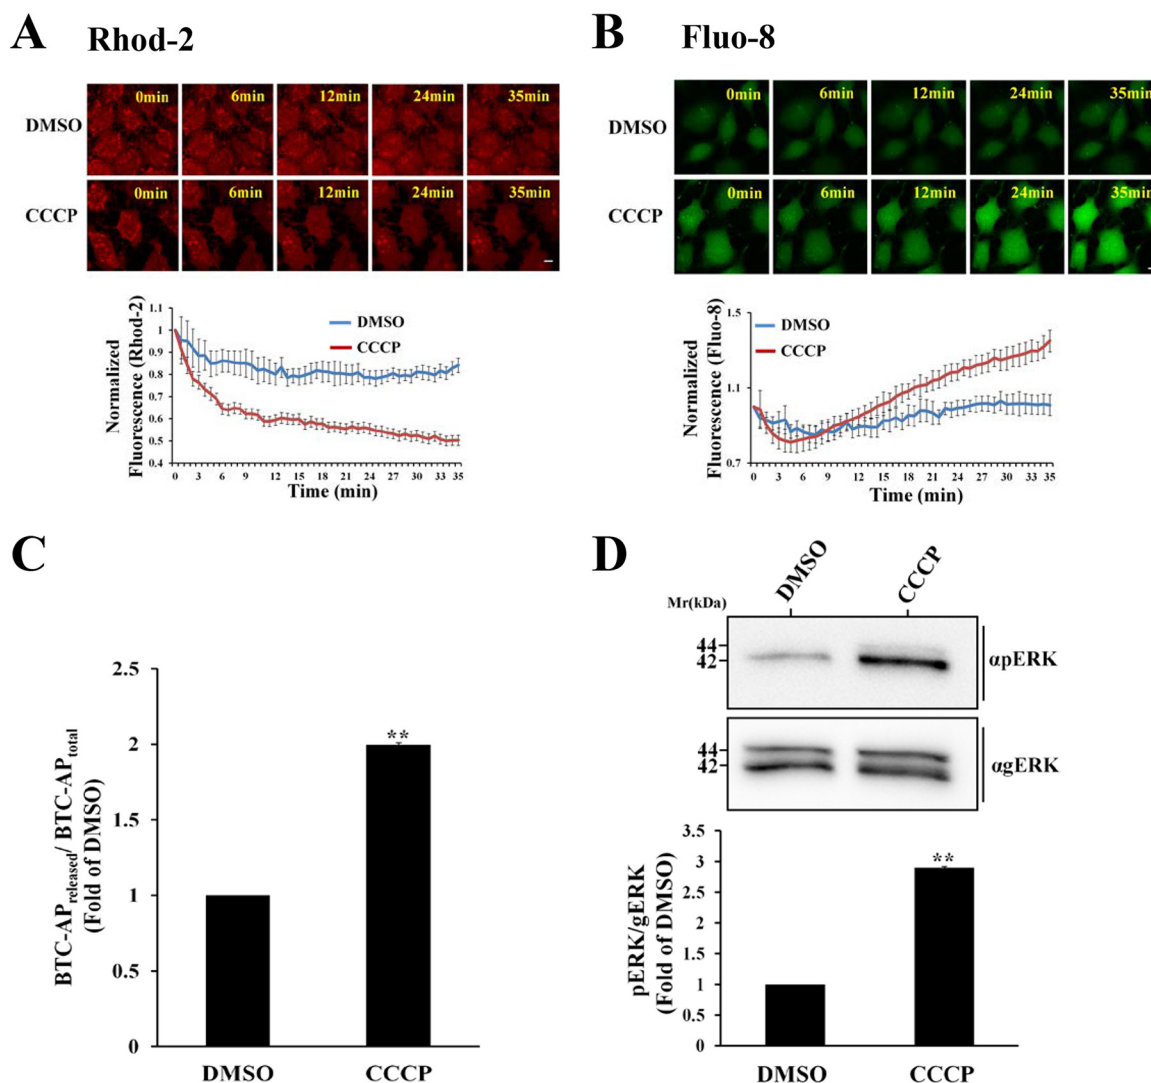 A Rhod-2
DMSO
0min 6min 12min 24min 35min
CCCP
0min 6min 12min 24min 35min
Normalized
Fluorescence (Rhod-2)
1.1
1
0.9
0.8
0.7
0.6
0.5
0.4
DMSO
CCCP
0 3 6 9 12 15 18 21 24 27 30 33 35
Time (min)
B Fluo-8
DMSO
0min 6min 12min 24min 35min
CCCP
0min 6min 12min 24min 35min
Normalized
Fluorescence (Fluo-8)
1.5
1.1
0.7
DMSO
CCCP
0 3 6 9 12 15 18 21 24 27 30 33 35
Time (min)
C
BTC-APreleased/ BTC-APtotal
(Fold of DMSO)
2.5
2
1.5
1
0.5
0
**
DMSO CCCP
D
DMSO CCCP
Mr(kDa)
44
42
αpERK
44
42
αgERK
pERK/gERK
(Fold of DMSO)
3.5
3
2.5
2
1.5
1
0.5
0
**
DMSO CCCP